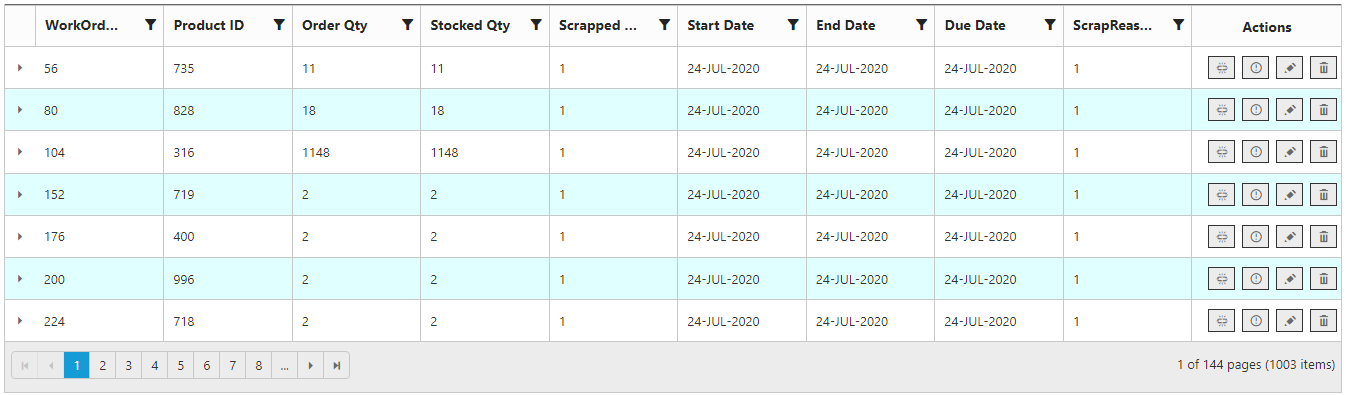 WorkOrd... Product ID Order Qty Stocked Qty Scrapped ... Start Date End Date Due Date ScrapReas... Actions
56 735 11 11 1 24-JUL-2020 24-JUL-2020 24-JUL-2020 1
80 828 18 18 1 24-JUL-2020 24-JUL-2020 24-JUL-2020 1
104 316 1148 1148 1 24-JUL-2020 24-JUL-2020 24-JUL-2020 1
152 719 2 2 1 24-JUL-2020 24-JUL-2020 24-JUL-2020 1
176 400 2 2 1 24-JUL-2020 24-JUL-2020 24-JUL-2020 1
200 996 2 2 1 24-JUL-2020 24-JUL-2020 24-JUL-2020 1
224 718 2 2 1 24-JUL-2020 24-JUL-2020 24-JUL-2020 1
1 2 3 4 5 6 7 8 ... 1 of 144 pages (1003 items)